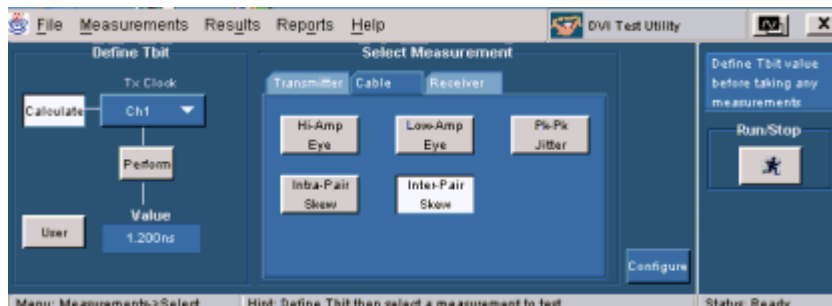 File Measurements Results Reports Help DVI Test Utility X
Define Tbit
Tx Clock
Calculate
Ch1
Perform
User
Value
1.200ns
Select Measurement
Transmitter Cable Receiver
Hi-Amp
Eye
Low-Amp
Eye
Pk-Pk
Jitter
Intra-Pair
Skew
Inter-Pair
Skew
Configure
Define Tbit value
before taking any
measurements
Run/Stop
Menu: Measurements->Select
Hint: Define Tbit then select a measurement to test
Status: Ready